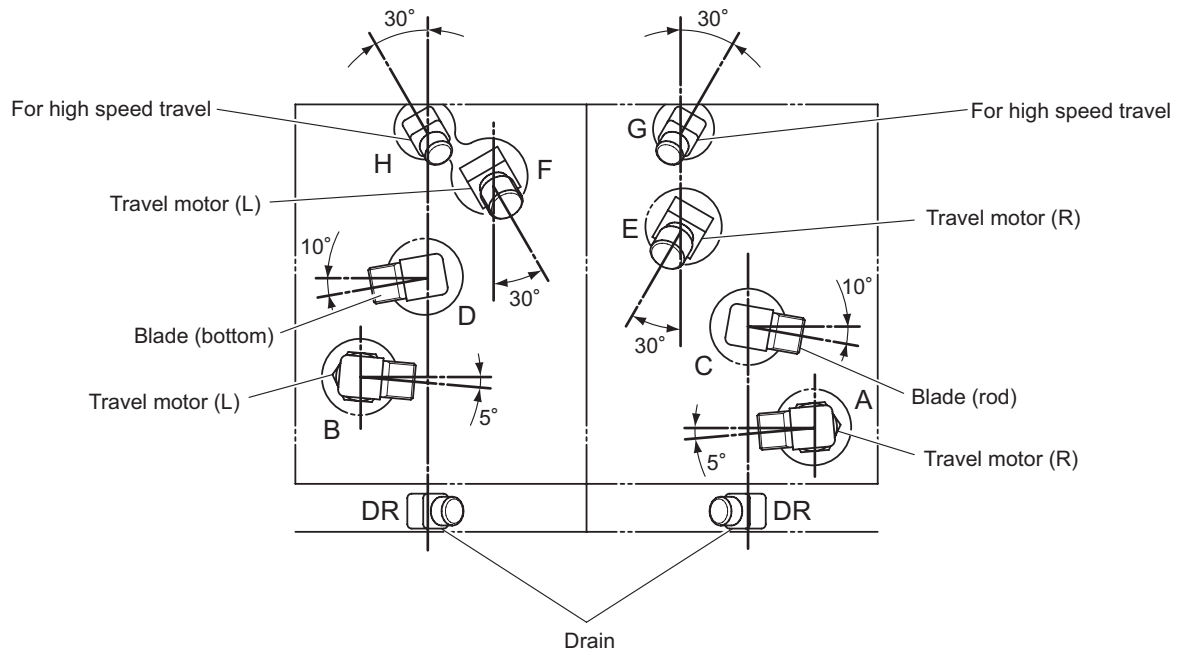 30˚
30˚
For high speed travel
For high speed travel
G
H
F
Travel motor (L)
E
Travel motor (R)
10˚
10˚
30˚
D
Blade (bottom)
30˚
C
Travel motor (L)
Blade (rod)
A
B
5˚
5˚
Travel motor (R)
DR
DR
Drain